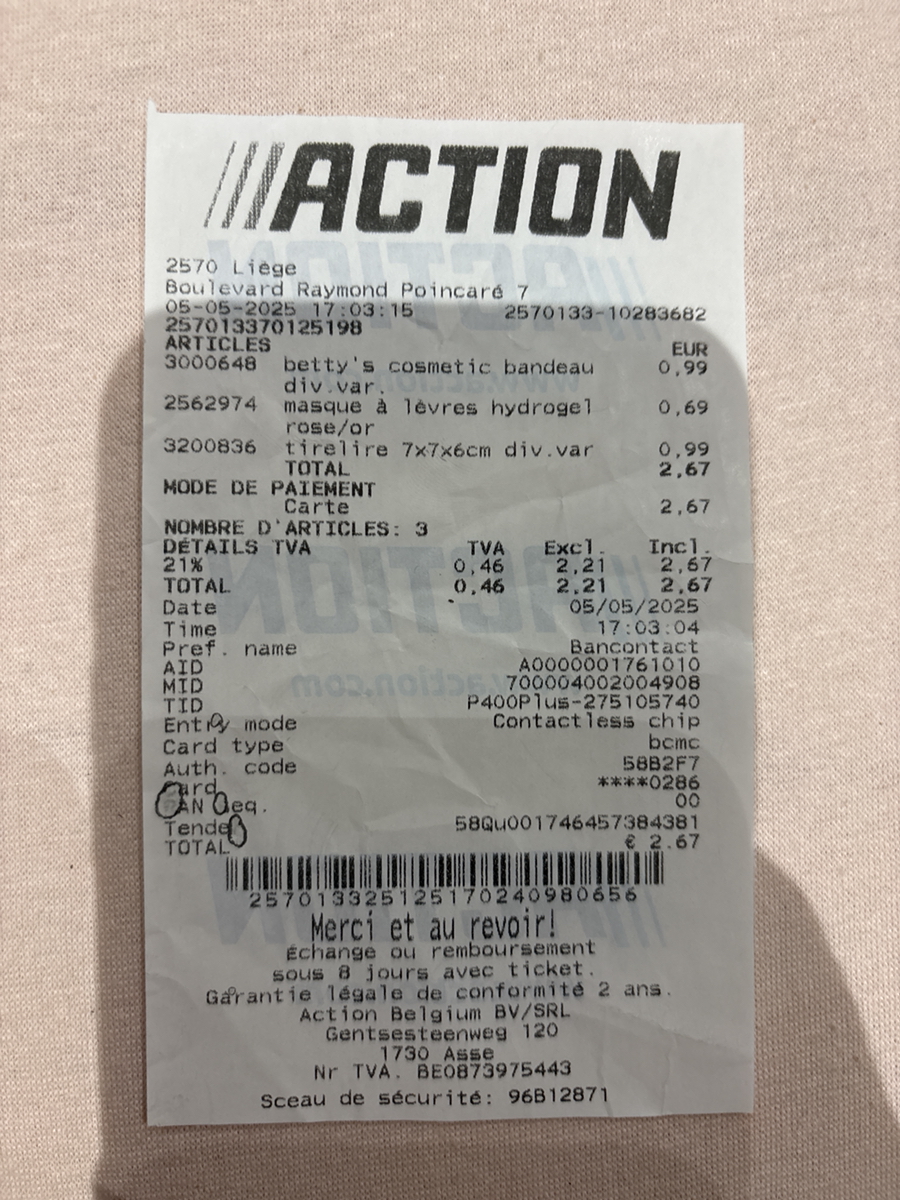 ACTION
2570 Liège
Boulevard Raymond Poincaré 7
05-05-2025 17:03:15 2570133-10283682
257013370125198
ARTICLES EUR
3000648 betty's cosmetic bandeau 0,99
div.var.
2562974 masque à lèvres hydrogel 0,69
rose/or
3200836 tirelire 7x7x6cm div.var 0,99
TOTAL 2,67
MODE DE PAIEMENT
Carte 2,67
NOMBRE D'ARTICLES: 3
DÉTAILS TVA TVA Excl. Incl.
21% 0,46 2,21 2,67
TOTAL 0,46 2,21 2,67
Date 05/05/2025
Time 17:03:04
Pref. name Bancontact
AID A0000001761010
MID 700004002004908
TID P400Plus-275105740
Entry mode Contactless chip
Card type bcmc
Auth. code 58B2F7
Card ****0286
PAN Seq. 00
Tender 58Qu001746457384381
TOTAL € 2.67
257013325125170240980656
Merci et au revoir!
Échange ou remboursement
sous 8 jours avec ticket.
Garantie légale de conformité 2 ans.
Action Belgium BV/SRL
Gentsesteenweg 120
1730 Asse
Nr TVA. BE0873975443
Sceau de sécurité: 96B12871